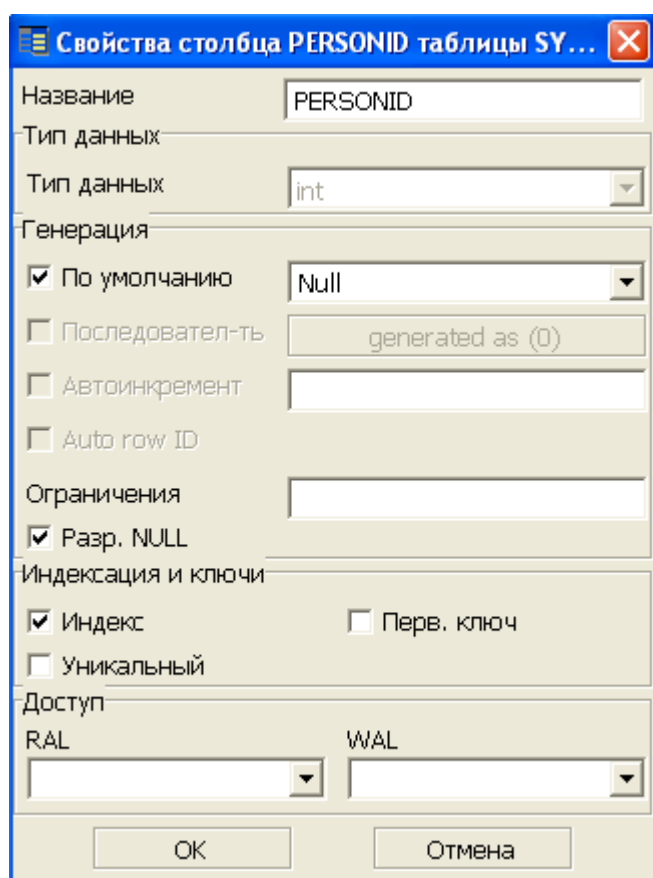 Свойства столбца PERSONID таблицы SY...
Название PERSONID
Тип данных
Тип данных int
Генерация
По умолчанию Null
Последовател-ть generated as (0)
Автоинкремент
Auto row ID
Ограничения
Разр. NULL
Индексация и ключи
Индекс Перв. ключ
Уникальный
Доступ
RAL WAL
OK Отмена